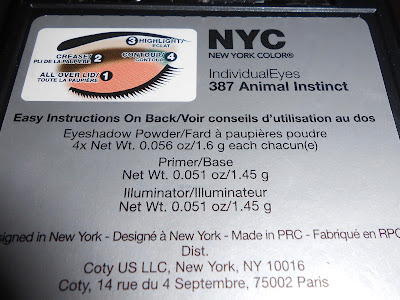 3 HIGHLIGHT/
ECLAT
CREASE/
PLI DE LA PAUPIÈRE
2
CONTOUR/
CONTOUR
4
ALL OVER LID/
TOUTE LA PAUPIÈRE
1
NYC
NEW YORK COLOR®
IndividualEyes
387 Animal Instinct
Easy Instructions On Back/Voir conseils d'utilisation au dos
Eyeshadow Powder/Fard à paupières poudre
4x Net Wt. 0.056 oz/1.6 g each chacun(e)
Primer/Base
Net Wt. 0.051 oz/1.45 g
Illuminator/Illuminateur
Net Wt. 0.051 oz/1.45 g
signed in New York - Designé à New York - Made in PRC - Fabriqué en RPC
Dist.
Coty US LLC, New York, NY 10016
Coty, 14 rue du 4 Septembre, 75002 Paris